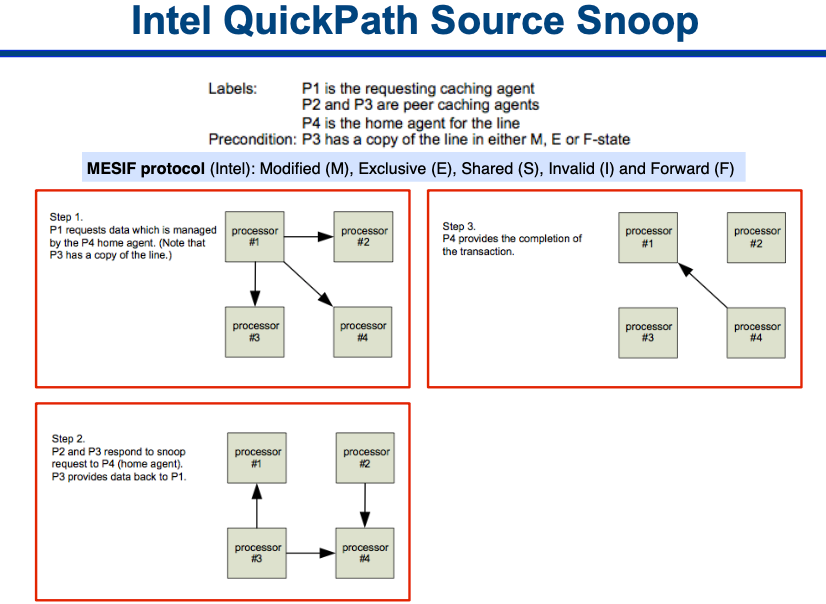 Intel QuickPath Source Snoop
Labels: P1 is the requesting caching agent
P2 and P3 are peer caching agents
P4 is the home agent for the line
Precondition: P3 has a copy of the line in either M, E or F-state
MESIF protocol (Intel): Modified (M), Exclusive (E), Shared (S), Invalid (I) and Forward (F)
Step 1.
P1 requests data which is managed
by the P4 home agent. (Note that
P3 has a copy of the line.)
processor
#1
processor
#2
processor
#3
processor
#4
Step 3.
P4 provides the completion of
the transaction.
processor
#1
processor
#2
processor
#3
processor
#4
Step 2.
P2 and P3 respond to snoop
request to P4 (home agent).
P3 provides data back to P1.
processor
#1
processor
#2
processor
#3
processor
#4